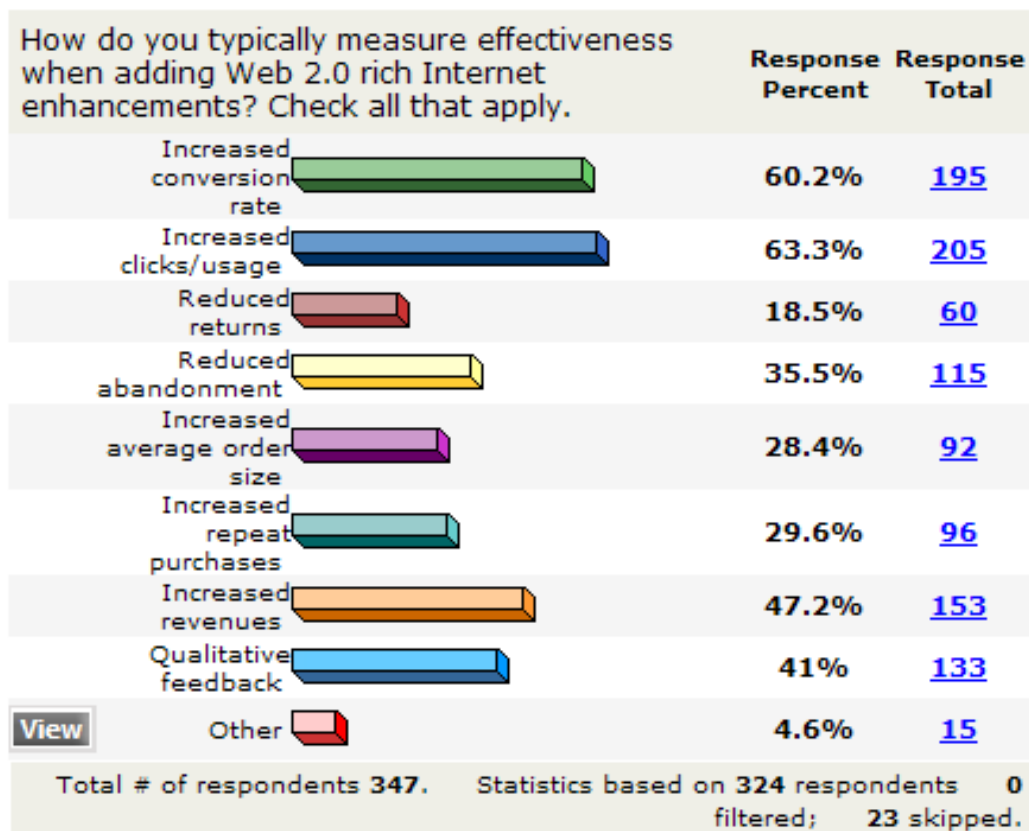 How do you typically measure effectiveness
when adding Web 2.0 rich Internet
enhancements? Check all that apply.
Response Response
Percent Total
Increased
conversion
rate
60.2% 195
Increased
clicks/usage
63.3% 205
Reduced
returns
18.5% 60
Reduced
abandonment
35.5% 115
Increased
average order
size
28.4% 92
Increased
repeat
purchases
29.6% 96
Increased
revenues
47.2% 153
Qualitative
feedback
41% 133
View Other 4.6% 15
Total # of respondents 347. Statistics based on 324 respondents 0
filtered; 23 skipped.